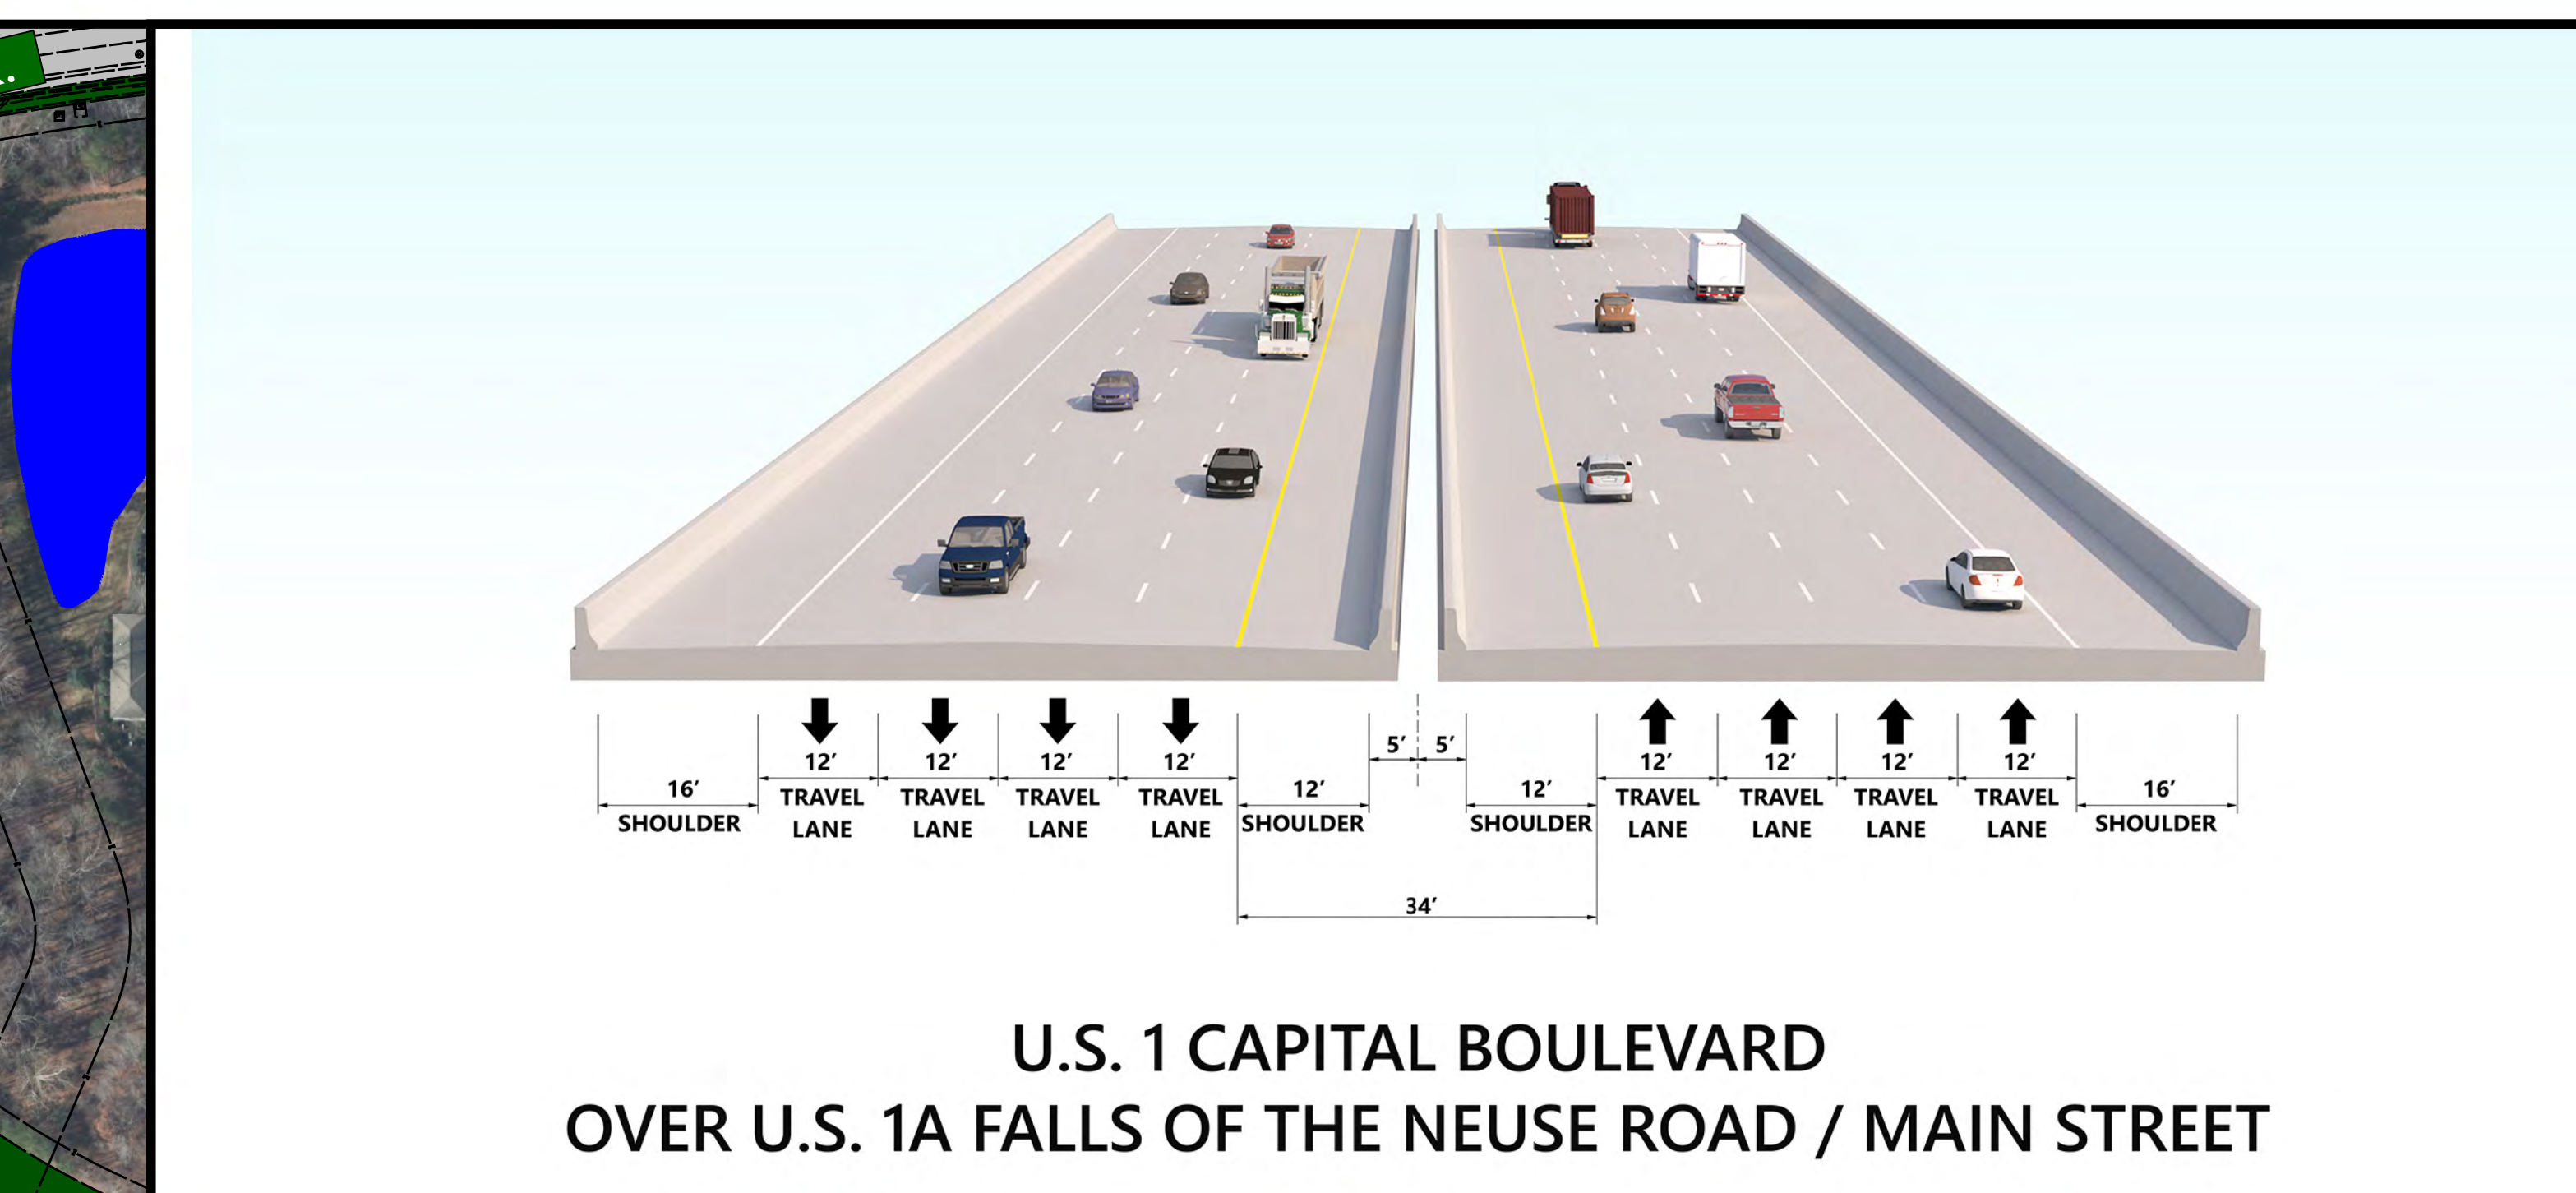 5’ 5’
12’ 12’ 12’ 12’ 12’ 12’ 12’ 12’
16’ TRAVEL TRAVEL TRAVEL TRAVEL 12’ 12’ TRAVEL TRAVEL TRAVEL TRAVEL 16’
SHOULDER LANE LANE LANE LANE SHOULDER SHOULDER LANE LANE LANE LANE SHOULDER
34’
U.S. 1 CAPITAL BOULEVARD
OVER U.S. 1A FALLS OF THE NEUSE ROAD / MAIN STREET